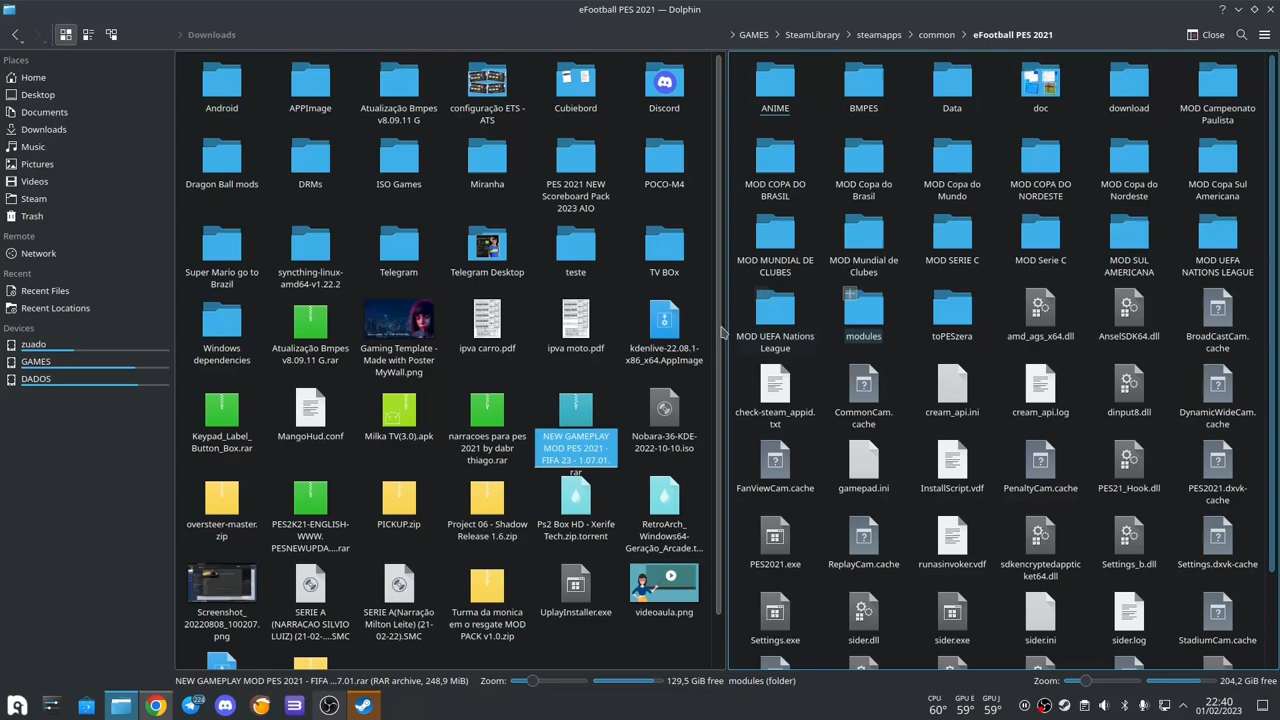 eFootball PES 2021 — Dolphin
Downloads
GAMES
SteamLibrary
steamapps
common
eFootball PES 2021
Close
Places
Home
Desktop
Documents
Downloads
Music
Pictures
Videos
Steam
Trash
Remote
Network
Recent
Recent Files
Recent Locations
Devices
zuado
GAMES
DADOS
Android
APPImage
Atualização Bmpes
v8.09.11 G
configuração ETS -
ATS
Cubiebord
Discord
Dragon Ball mods
DRMs
ISO Games
Miranha
PES 2021 NEW
Scoreboard Pack
2023 AIO
POCO-M4
Super Mario go to
Brazil
syncthing-linux-
amd64-v1.22.2
Telegram
Telegram Desktop
teste
TV BOx
Windows
dependencies
Atualização Bmpes
v8.09.11 G.rar
Gaming Template -
Made with Poster
MyWall.png
ipva carro.pdf
ipva moto.pdf
kdenlive-22.08.1-
x86_x64.AppImage
Keypad_Label_
Button_Box.rar
MangoHud.conf
Milka TV(3.0).apk
narracoes para pes
2021 by dabr
thiago.rar
NEW GAMEPLAY
MOD PES 2021 -
FIFA 23 - 1.07.01.
rar
Nobara-36-KDE-
2022-10-10.iso
oversteer-master.
zip
PES2K21-ENGLISH-
WWW.
PESNEWUPDA....rar
PICKUP.zip
Project 06 - Shadow
Release 1.6.zip
Ps2 Box HD - Xerife
Tech.zip.torrent
RetroArch_
Windows64-
Geração_Arcade.t...
Screenshot_
20220808_100207.
png
SERIE A
(NARRACAO SILVIO
LUIZ) (21-02-....SMC
SERIE A(Narração
Milton Leite) (21-
02-22).SMC
Turma da monica
em o resgate MOD
PACK v1.0.zip
UplayInstaller.exe
videoaula.png
ANIME
BMPES
Data
doc
download
MOD Campeonato
Paulista
MOD COPA DO
BRASIL
MOD Copa do
Brasil
MOD Copa do
Mundo
MOD COPA DO
NORDESTE
MOD Copa do
Nordeste
MOD Copa Sul
Americana
MOD MUNDIAL DE
CLUBES
MOD Mundial de
Clubes
MOD SERIE C
MOD Serie C
MOD SUL
AMERICANA
MOD UEFA
NATIONS LEAGUE
MOD UEFA Nations
League
modules
toPESzera
amd_ags_x64.dll
AnselSDK64.dll
BroadCastCam.
cache
check-steam_appid.
txt
CommonCam.
cache
cream_api.ini
cream_api.log
dinput8.dll
DynamicWideCam.
cache
FanViewCam.cache
gamepad.ini
InstallScript.vdf
PenaltyCam.cache
PES21_Hook.dll
PES2021.dxvk-
cache
PES2021.exe
ReplayCam.cache
runasinvoker.vdf
sdkencryptedapptic
ket64.dll
Settings_b.dll
Settings.dxvk-cache
Settings.exe
sider.dll
sider.exe
sider.ini
sider.log
StadiumCam.cache
NEW GAMEPLAY MOD PES 2021 - FIFA ...7.01.rar (RAR archive, 248,9 MiB)
Zoom:
129,5 GiB free
modules (folder)
Zoom:
204,2 GiB free
224
CPU
60°
GPU E
59°
GPU J
59°
22:40
01/02/2023